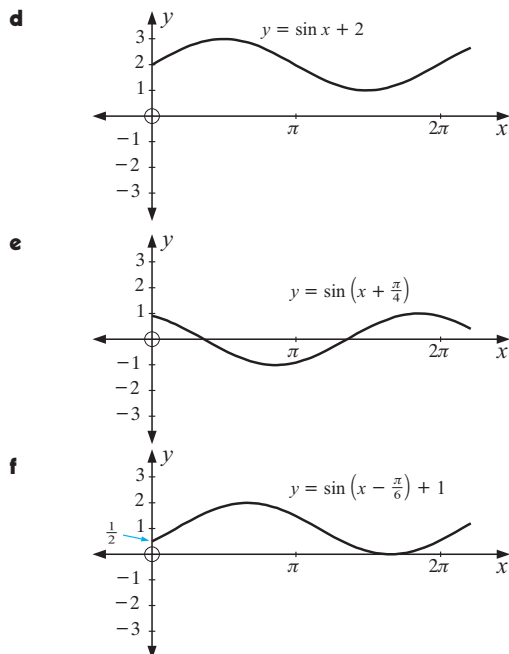 d
y
y = sin x + 2
3
2
1
π
2π
x
−1
−2
−3
e
y
3
2
y = sin (x + π/4)
1
π
2π
x
−1
−2
−3
f
y
3
y = sin (x − π/6) + 1
2
1
1/2
π
2π
x
−1
−2
−3